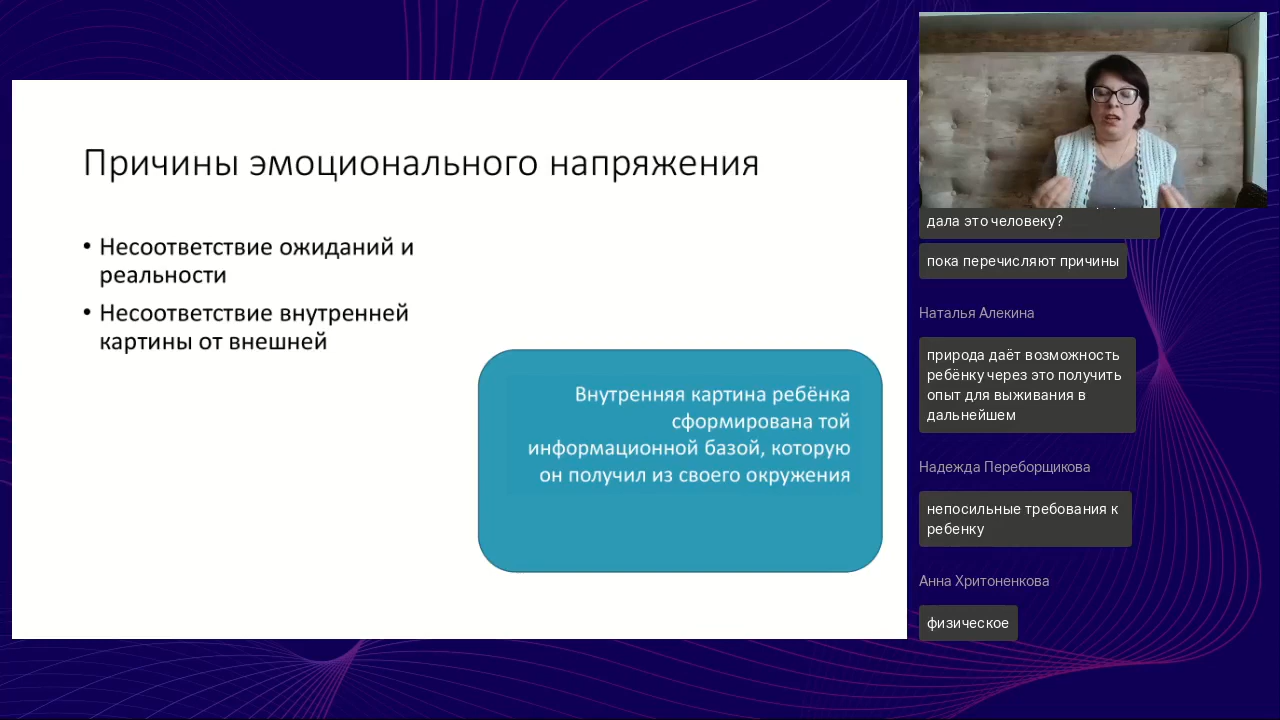 Причины эмоционального напряжения
• Несоответствие ожиданий и
реальности
• Несоответствие внутренней
картины от внешней
Внутренняя картина ребёнка
сформирована той
информационной базой, которую
он получил из своего окружения
дала это человеку?
пока перечисляют причины
Наталья Алекина
природа даёт возможность
ребёнку через это получить
опыт для выживания в
дальнейшем
Надежда Переборщикова
непосильные требования к
ребенку
Анна Хритоненкова
физическое